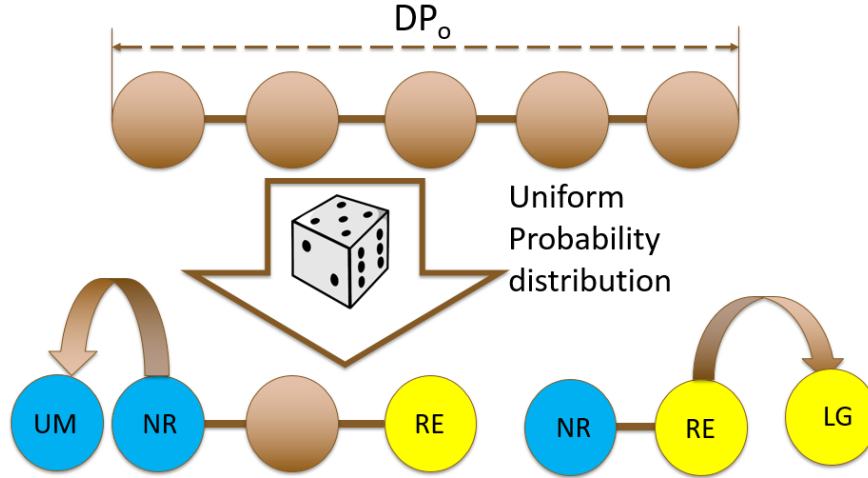 DPo
Uniform
Probability
distribution
UM
NR
RE
NR
RE
LG